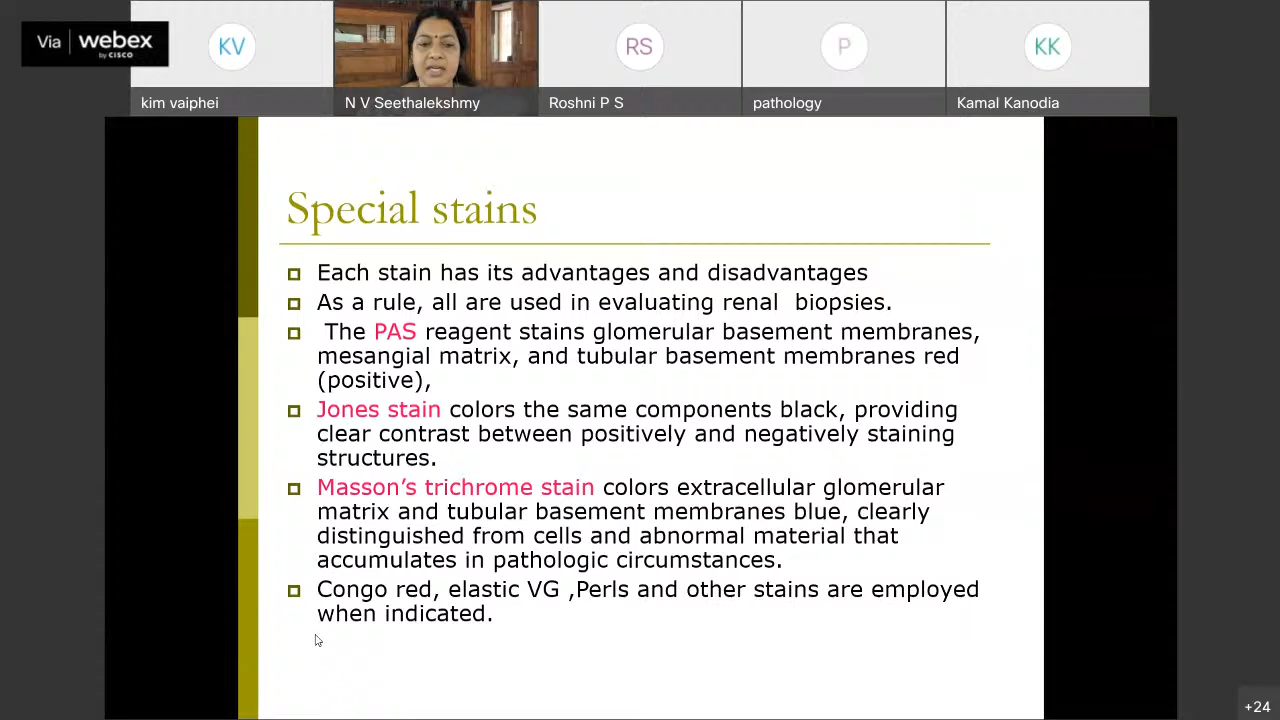 Via webex
by CISCO
KV
RS
P
KK
kim vaiphei
N V Seethalekshmy
Roshni P S
pathology
Kamal Kanodia
Special stains
Each stain has its advantages and disadvantages
As a rule, all are used in evaluating renal  biopsies.
The PAS reagent stains glomerular basement membranes,
mesangial matrix, and tubular basement membranes red
(positive),
Jones stain colors the same components black, providing
clear contrast between positively and negatively staining
structures.
Masson’s trichrome stain colors extracellular glomerular
matrix and tubular basement membranes blue, clearly
distinguished from cells and abnormal material that
accumulates in pathologic circumstances.
Congo red, elastic VG ,Perls and other stains are employed
when indicated.
+24